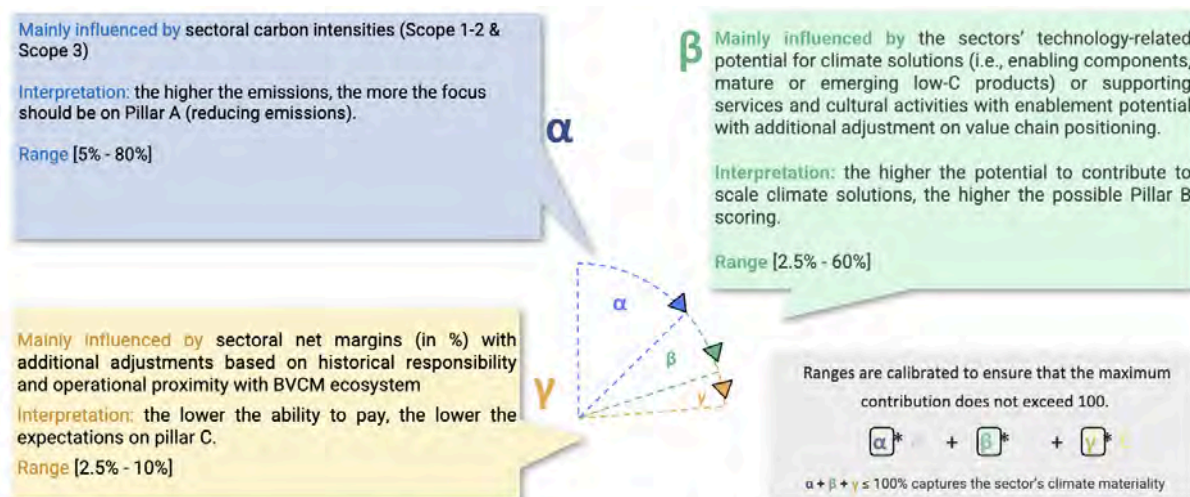 Mainly influenced by sectoral carbon intensities (Scope 1-2 &
Scope 3)
Interpretation: the higher the emissions, the more the focus
should be on Pillar A (reducing emissions).
Range [5% - 80%]
α
β
Mainly influenced by the sectors' technology-related
potential for climate solutions (i.e., enabling components,
mature or emerging low-C products) or supporting
services and cultural activities with enablement potential
with additional adjustment on value chain positioning.
Interpretation: the higher the potential to contribute to
scale climate solutions, the higher the possible Pillar B
scoring.
Range [2.5% - 60%]
Mainly influenced by sectoral net margins (in %) with
additional adjustments based on historical responsibility
and operational proximity with BVCM ecosystem
Interpretation: the lower the ability to pay, the lower the
expectations on pillar C.
Range [2.5% - 10%]
γ
α
β
γ
Ranges are calibrated to ensure that the maximum
contribution does not exceed 100.
α* + β* + γ*
α + β + γ ≤ 100% captures the sector's climate materiality